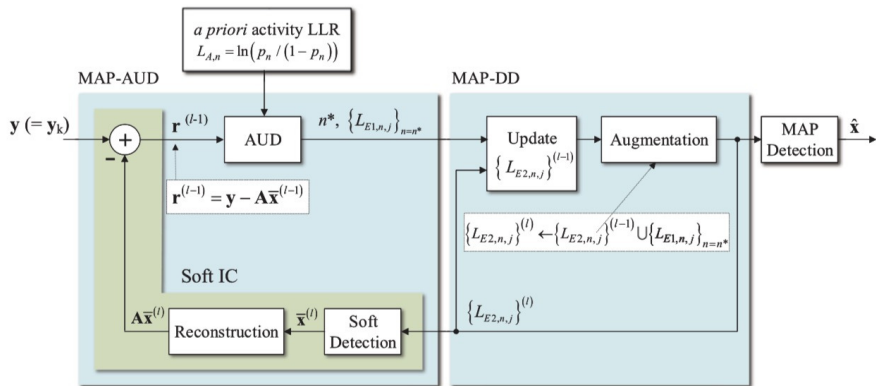 a priori activity LLR
L_{A,n} = ln(p_n / (1 − p_n))
MAP-AUD
MAP-DD
y (= y_k)
+
−
r^{(l-1)}
AUD
n*, {L_{E1,n,j}}_{n=n*}
Update
{L_{E2,n,j}}^{(l−1)}
Augmentation
MAP
Detection
x̂
r^{(l−1)} = y − Ax̄^{(l−1)}
{L_{E2,n,j}}^{(l)} ← {L_{E2,n,j}}^{(l−1)} ∪ {L_{E1,n,j}}_{n=n*}
Soft IC
Ax̄^{(l)}
Reconstruction
x̄^{(l)}
Soft
Detection
{L_{E2,n,j}}^{(l)}